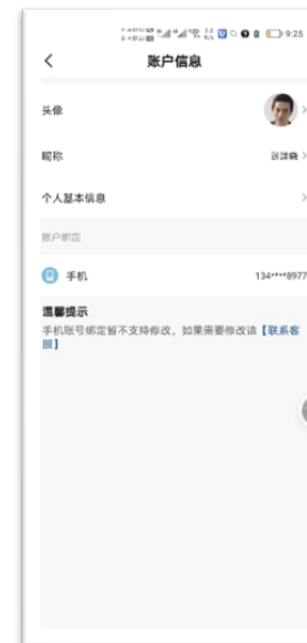 9:25
账户信息
头像
昵称
个人基本信息
账户绑定
手机 134****8977
温馨提示
手机账号绑定暂不支持修改，如果需要修改请【联系客
服】